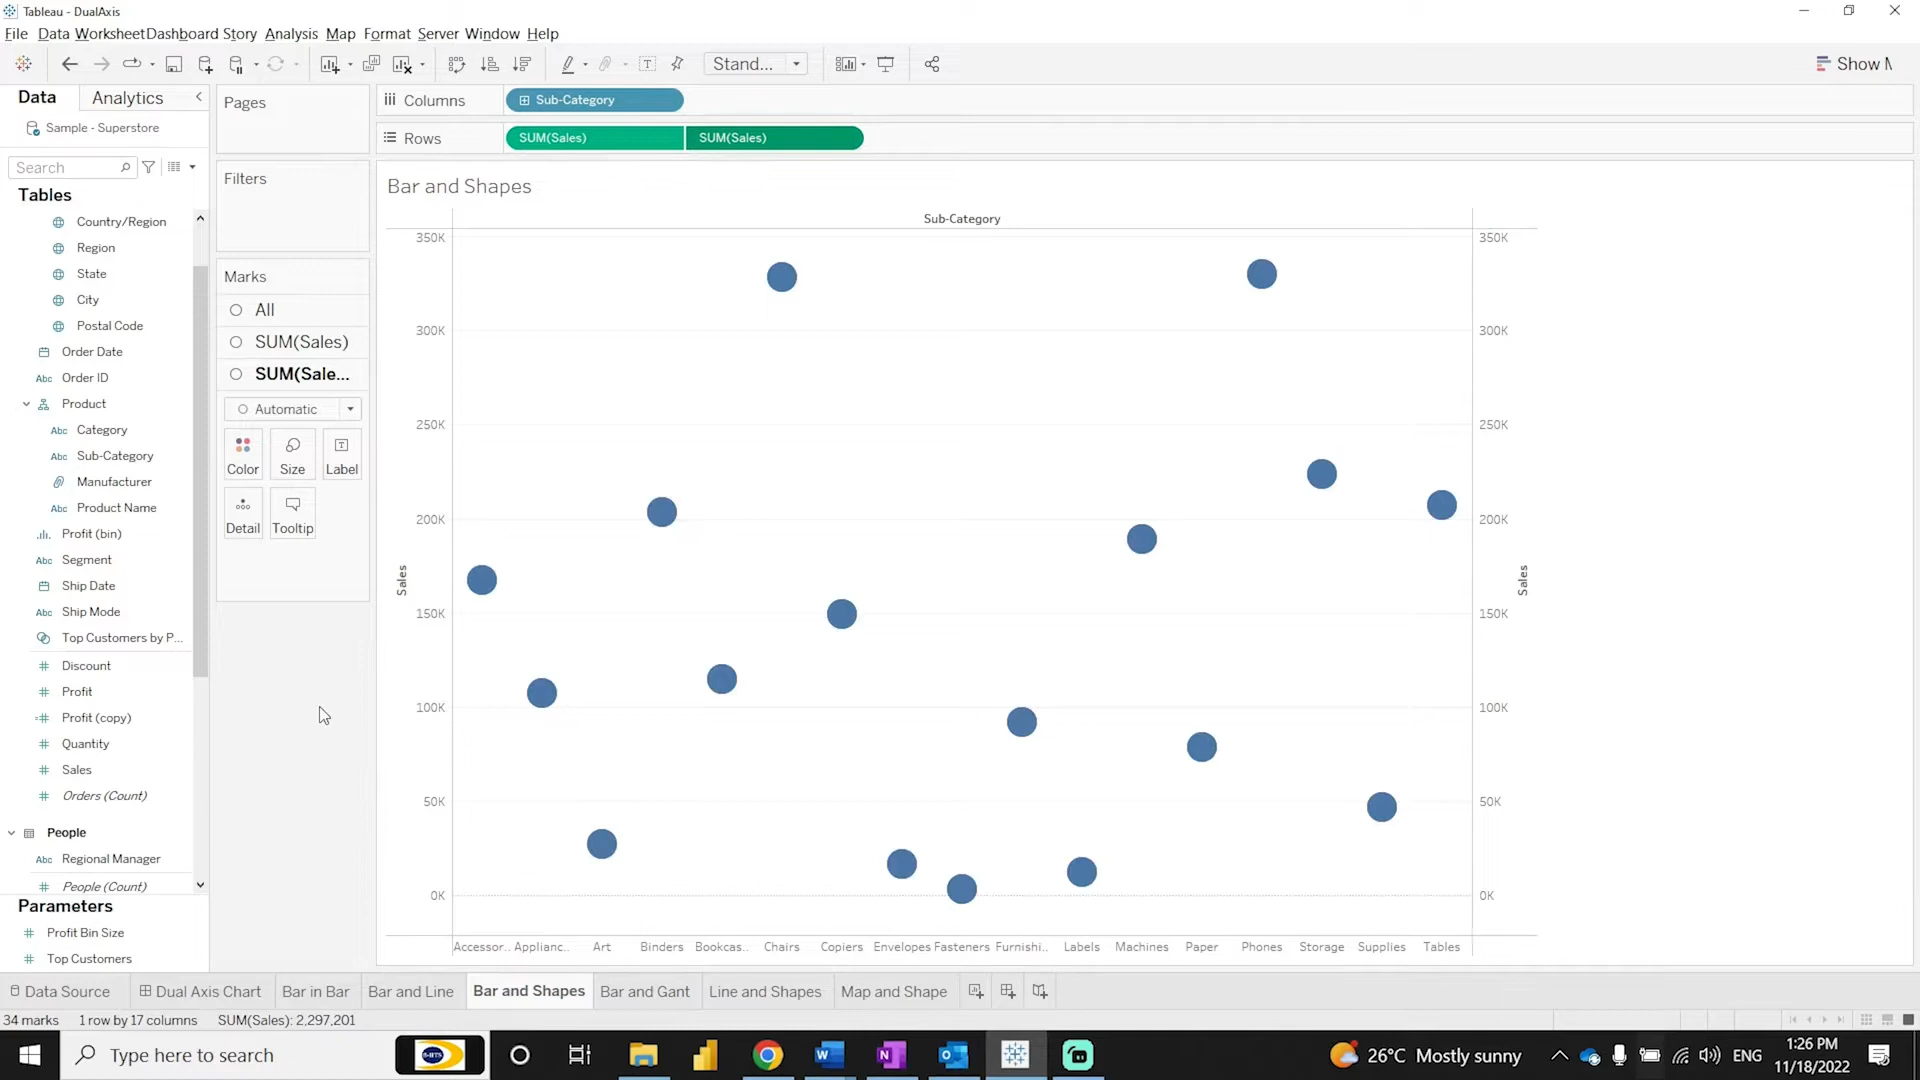 Tableau - DualAxis
File Data Worksheet Dashboard Story Analysis Map Format Server Window Help
Stand...
Show M
Data Analytics
Sample - Superstore
Search
Tables
Country/Region
Region
State
City
Postal Code
Order Date
Abc Order ID
Product
Abc Category
Abc Sub-Category
Manufacturer
Abc Product Name
Profit (bin)
Abc Segment
Ship Date
Abc Ship Mode
Top Customers by P...
Discount
Profit
Profit (copy)
Quantity
Sales
Orders (Count)
People
Abc Regional Manager
People (Count)
Parameters
Profit Bin Size
Top Customers
Pages
Filters
Marks
All
SUM(Sales)
SUM(Sale...
Automatic
Color Size Label
Detail Tooltip
Columns Sub-Category
Rows SUM(Sales) SUM(Sales)
Bar and Shapes
Sub-Category
350K 350K
300K 300K
250K 250K
200K 200K
150K 150K
100K 100K
50K 50K
0K 0K
Sales
Sales
Accessor.. Applianc.. Art Binders Bookcas.. Chairs Copiers Envelopes Fasteners Furnishi.. Labels Machines Paper Phones Storage Supplies Tables
Data Source Dual Axis Chart Bar in Bar Bar and Line Bar and Shapes Bar and Gant Line and Shapes Map and Shape
34 marks 1 row by 17 columns SUM(Sales): 2,297,201
Type here to search
26°C Mostly sunny
ENG
1:26 PM
11/18/2022